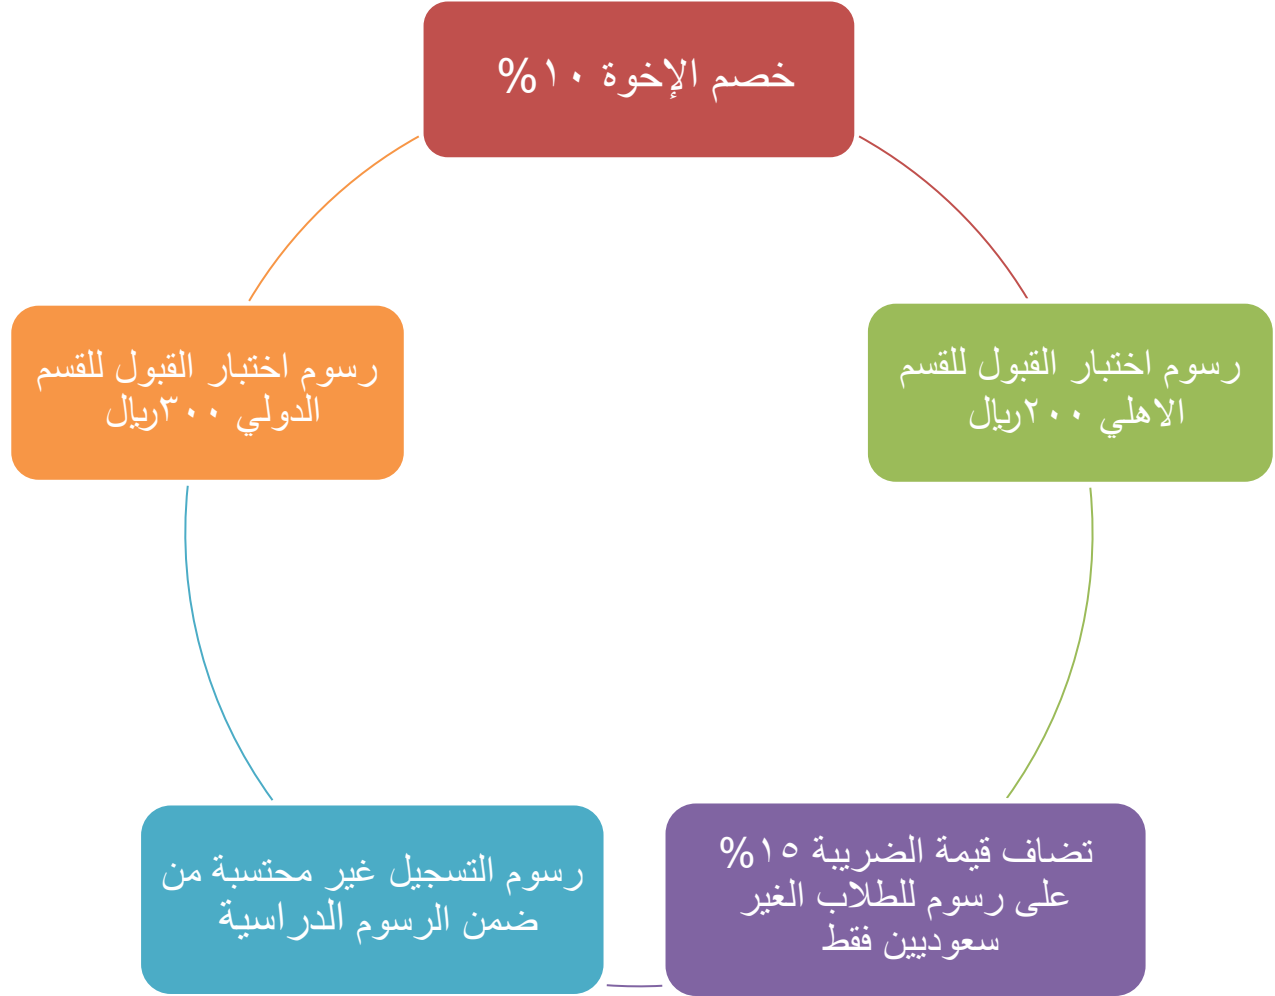 خصم الإخوة ١٠%
رسوم اختبار القبول للقسم
الاهلي ٢٠٠ريال
تضاف قيمة الضريبة ١٥%
على رسوم للطلاب الغير
سعوديين فقط
رسوم التسجيل غير محتسبة من
ضمن الرسوم الدراسية
رسوم اختبار القبول للقسم
الدولي ٣٠٠ريال